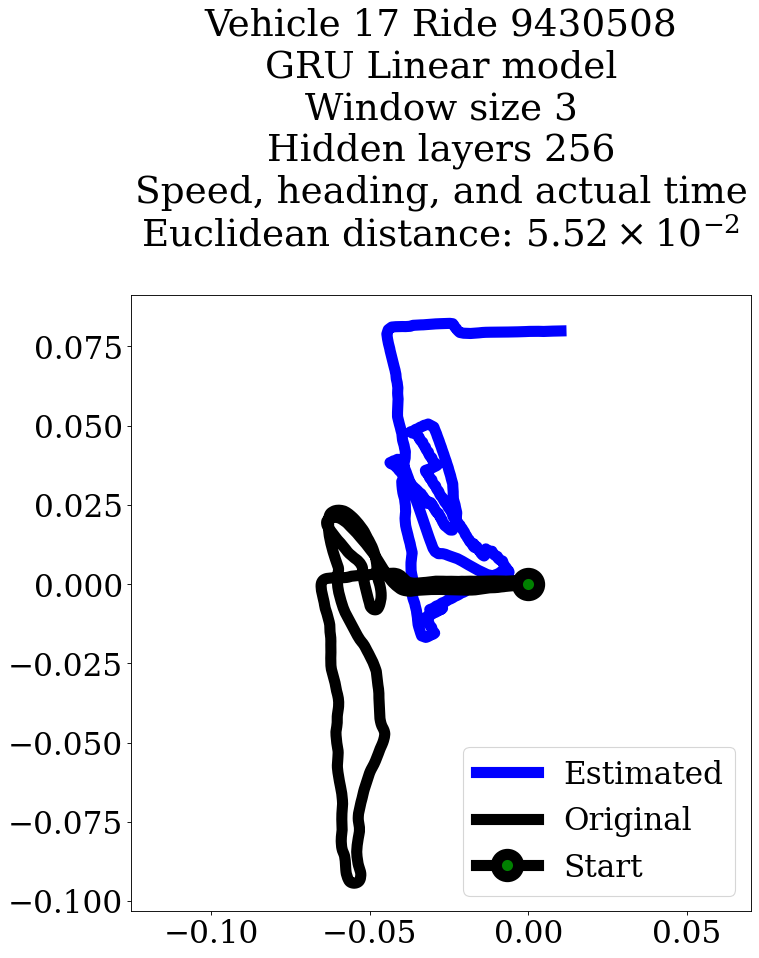 Vehicle 17 Ride 9430508
GRU Linear model
Window size 3
Hidden layers 256
Speed, heading, and actual time
Euclidean distance: 5.52 × 10⁻²
0.075
0.050
0.025
0.000
−0.025
−0.050
−0.075
−0.100
Estimated
Original
Start
−0.10
−0.05
0.00
0.05